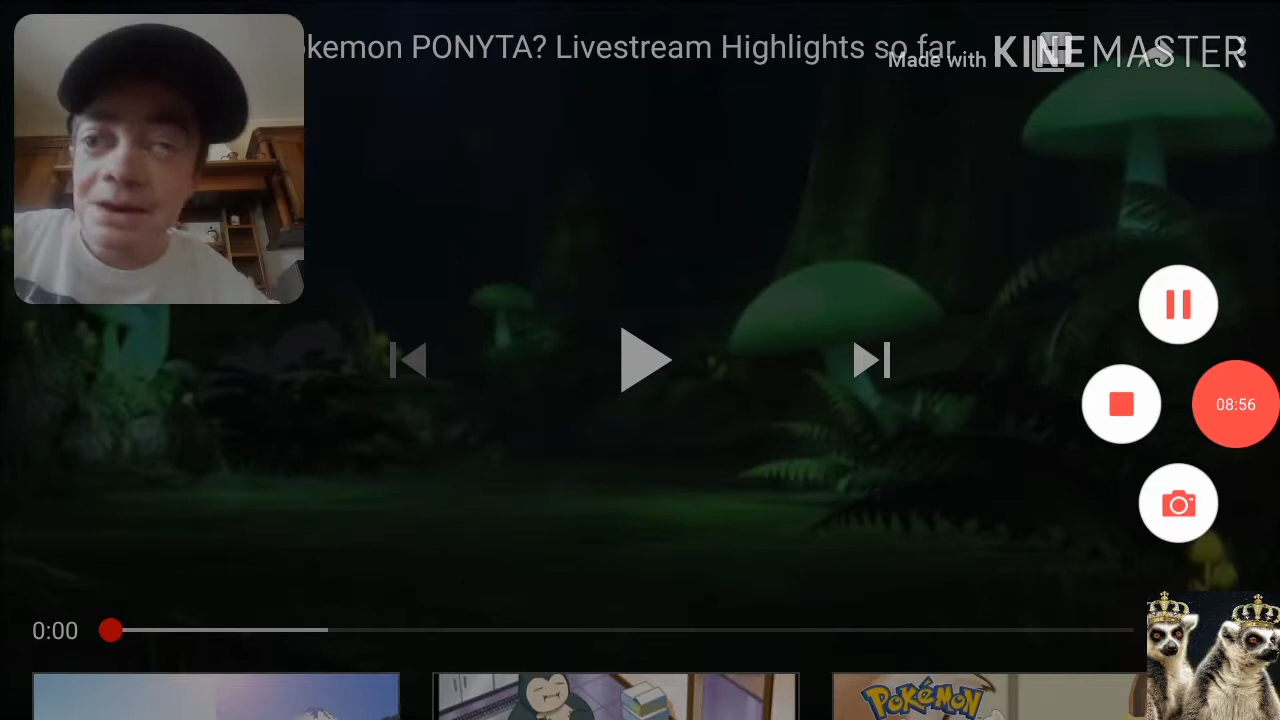 kemon PONYTA? Livestream Highlights so far
Made with KINEMASTER
08:56
0:00
POKÉMON